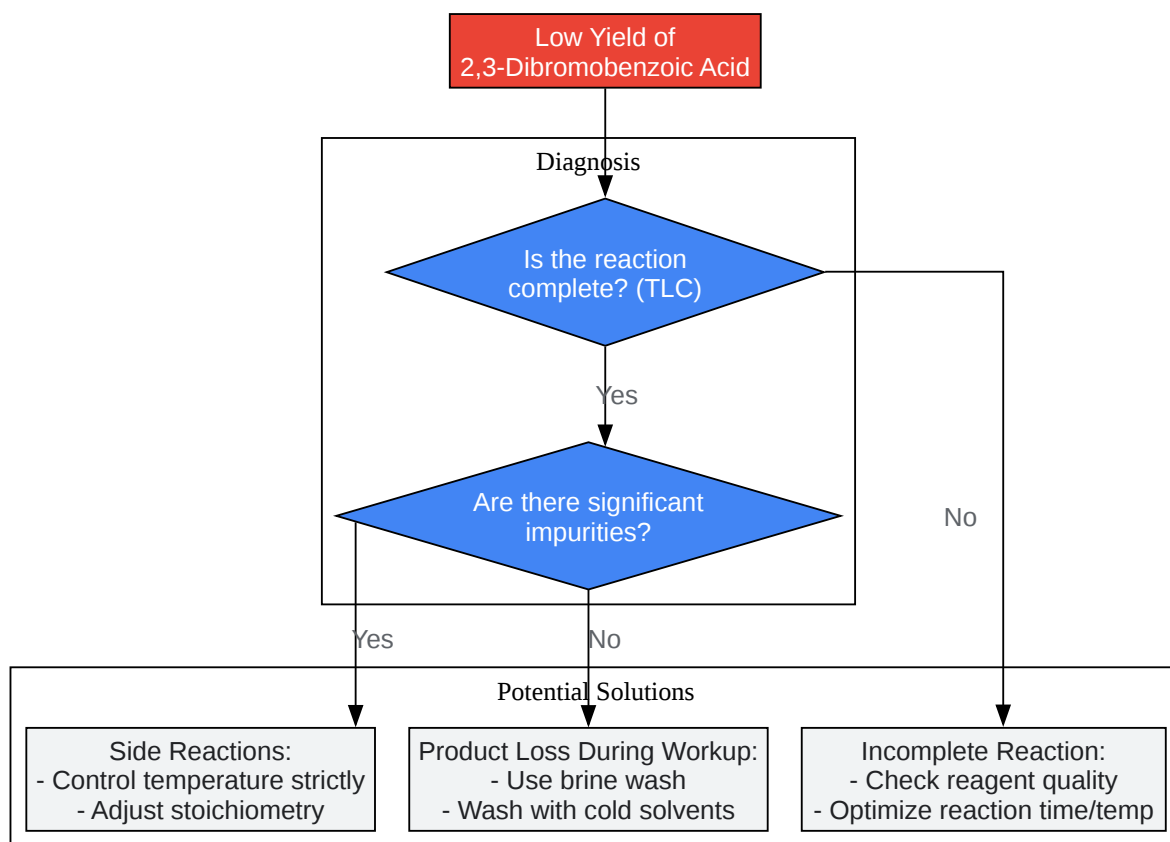 Low Yield of
2,3-Dibromobenzoic Acid
Diagnosis
Is the reaction
complete? (TLC)
Yes
Are there significant
impurities?
No
Yes
No
Potential Solutions
Side Reactions:
- Control temperature strictly
- Adjust stoichiometry
Product Loss During Workup:
- Use brine wash
- Wash with cold solvents
Incomplete Reaction:
- Check reagent quality
- Optimize reaction time/temp